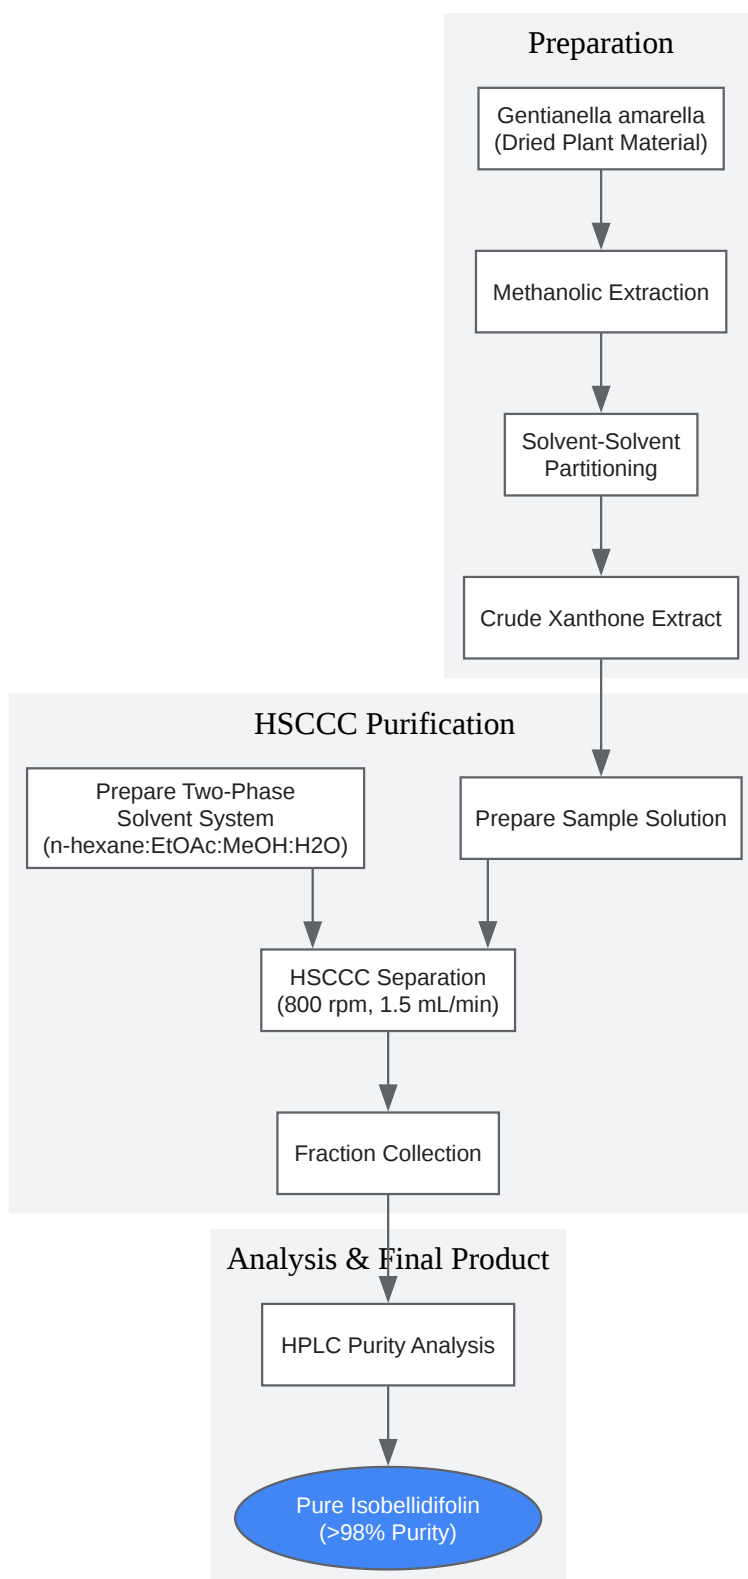 Preparation
Gentianella amarella
(Dried Plant Material)
Methanolic Extraction
Solvent-Solvent
Partitioning
Crude Xanthone Extract
HSCCC Purification
Prepare Two-Phase
Solvent System
(n-hexane:EtOAc:MeOH:H2O)
Prepare Sample Solution
HSCCC Separation
(800 rpm, 1.5 mL/min)
Fraction Collection
Analysis & Final Product
HPLC Purity Analysis
Pure Isobellidifolin
(>98% Purity)